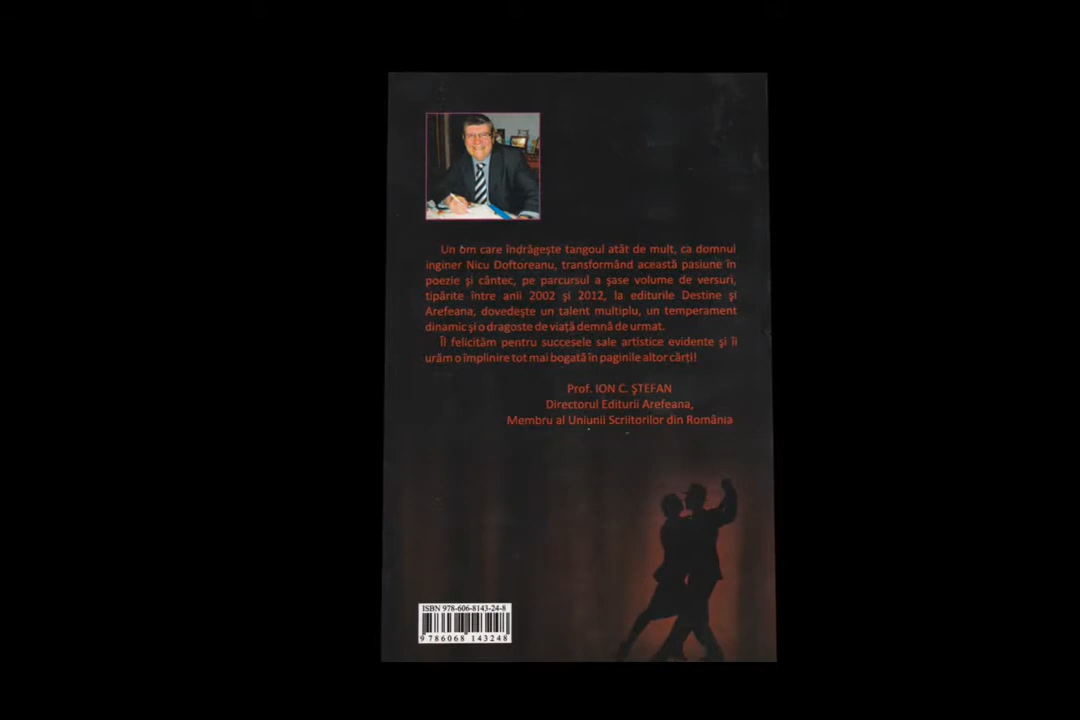 Un om care îndrăgește tangoul atât de mult, ca domnul
inginer Nicu Doftoreanu, transformând această pasiune în
poezie și cântec, pe parcursul a șase volume de versuri,
tipărite între anii 2002 și 2012, la editurile Destine și
Arefeana, dovedește un talent multiplu, un temperament
dinamic și o dragoste de viață demnă de urmat.
Îl felicităm pentru succesele sale artistice evidente și îi
urăm o împlinire tot mai bogată în paginile altor cărți!
Prof. ION C. ȘTEFAN
Directorul Editurii Arefeana,
Membru al Uniunii Scriitorilor din România
ISBN 978-606-8143-24-8
9 786068 143248